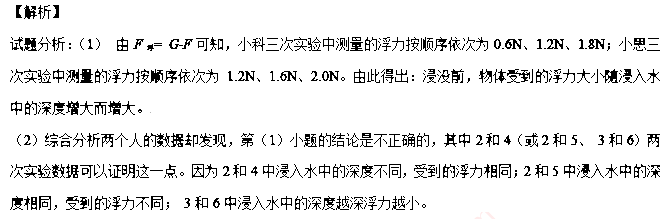 【解析】
试题分析：（1） 由 F 浮= G-F 可知，小科三次实验中测量的浮力按顺序依次为 0.6N、1.2N、1.8N；小思三
次实验中测量的浮力按顺序依次为 1.2N、1.6N、2.0N。由此得出：浸没前，物体受到的浮力大小随浸入水
中的深度增大而增大。
（2）综合分析两个人的数据却发现，第（1）小题的结论是不正确的，其中 2 和 4（或 2 和 5、 3 和 6）两
次实验数据可以证明这一点。因为 2 和 4 中浸入水中的深度不同，受到的浮力相同；2 和 5 中浸入水中的深
度相同，受到的浮力不同； 3 和 6 中浸入水中的深度越深浮力越小。